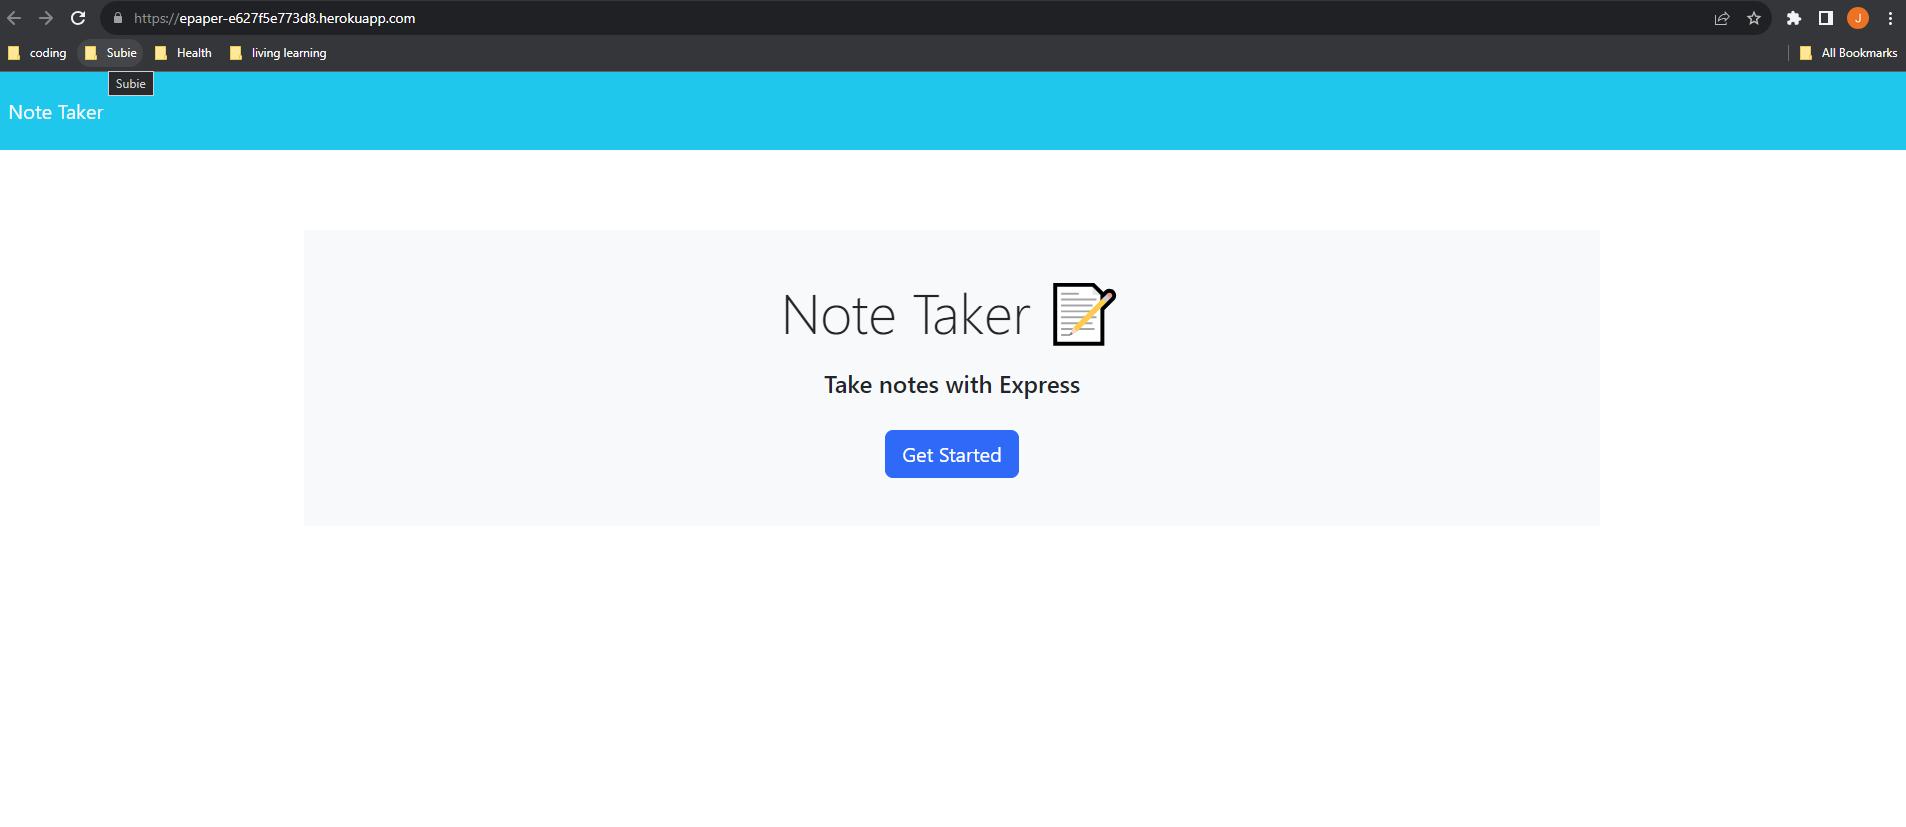 https://epaper-e627f5e773d8.herokuapp.com
J
coding Subie Health living learning All Bookmarks
Subie
Note Taker
Note Taker
Take notes with Express
Get Started